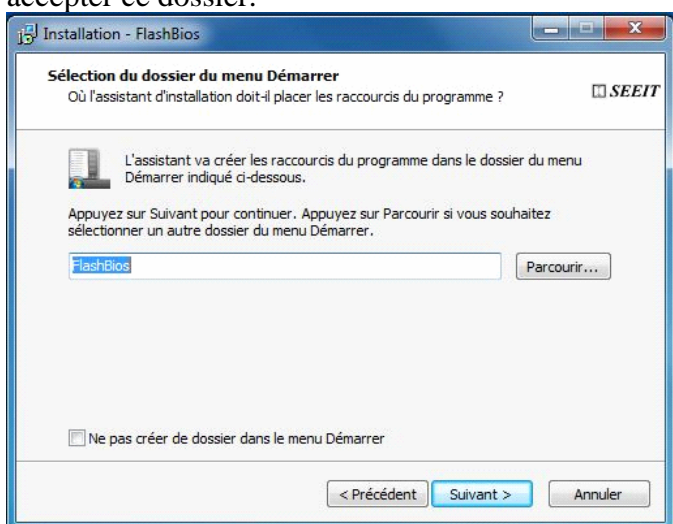 accepter ce dossier.
Installation - FlashBios
Sélection du dossier du menu Démarrer
Où l'assistant d'installation doit-il placer les raccourcis du programme ?
SEEIT
L'assistant va créer les raccourcis du programme dans le dossier du menu
Démarrer indiqué ci-dessous.
Appuyez sur Suivant pour continuer. Appuyez sur Parcourir si vous souhaitez
sélectionner un autre dossier du menu Démarrer.
FlashBios
Parcourir...
Ne pas créer de dossier dans le menu Démarrer
< Précédent
Suivant >
Annuler